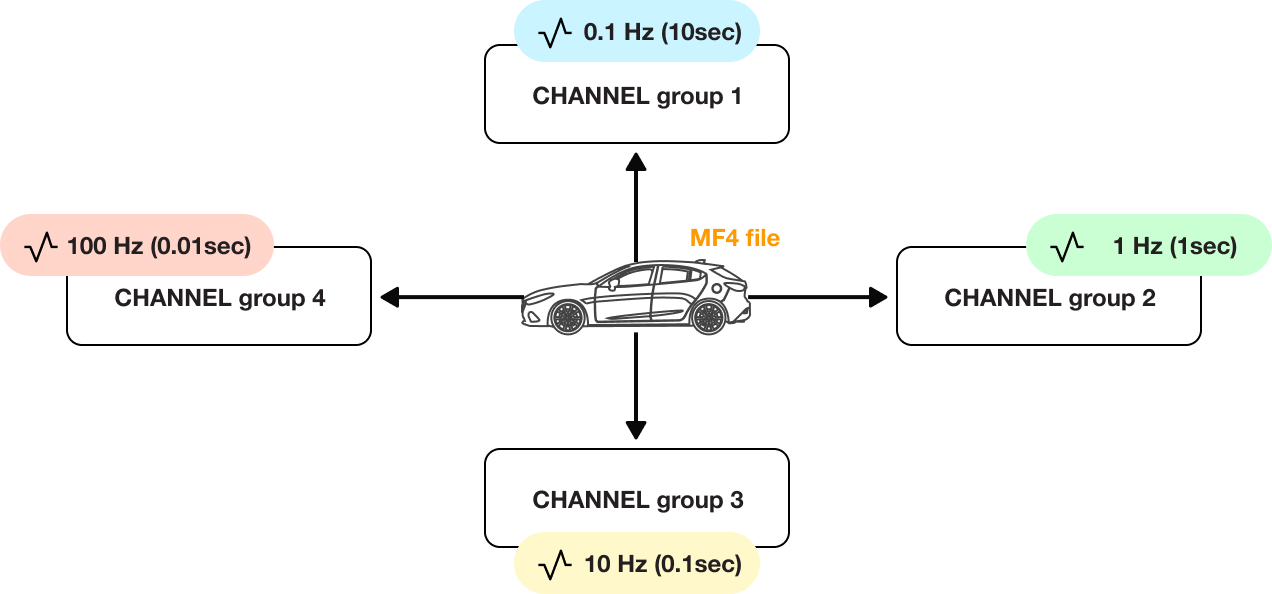 0.1 Hz (10sec)
CHANNEL group 1
MF4 file
100 Hz (0.01sec)
CHANNEL group 4
1 Hz (1sec)
CHANNEL group 2
CHANNEL group 3
10 Hz (0.1sec)